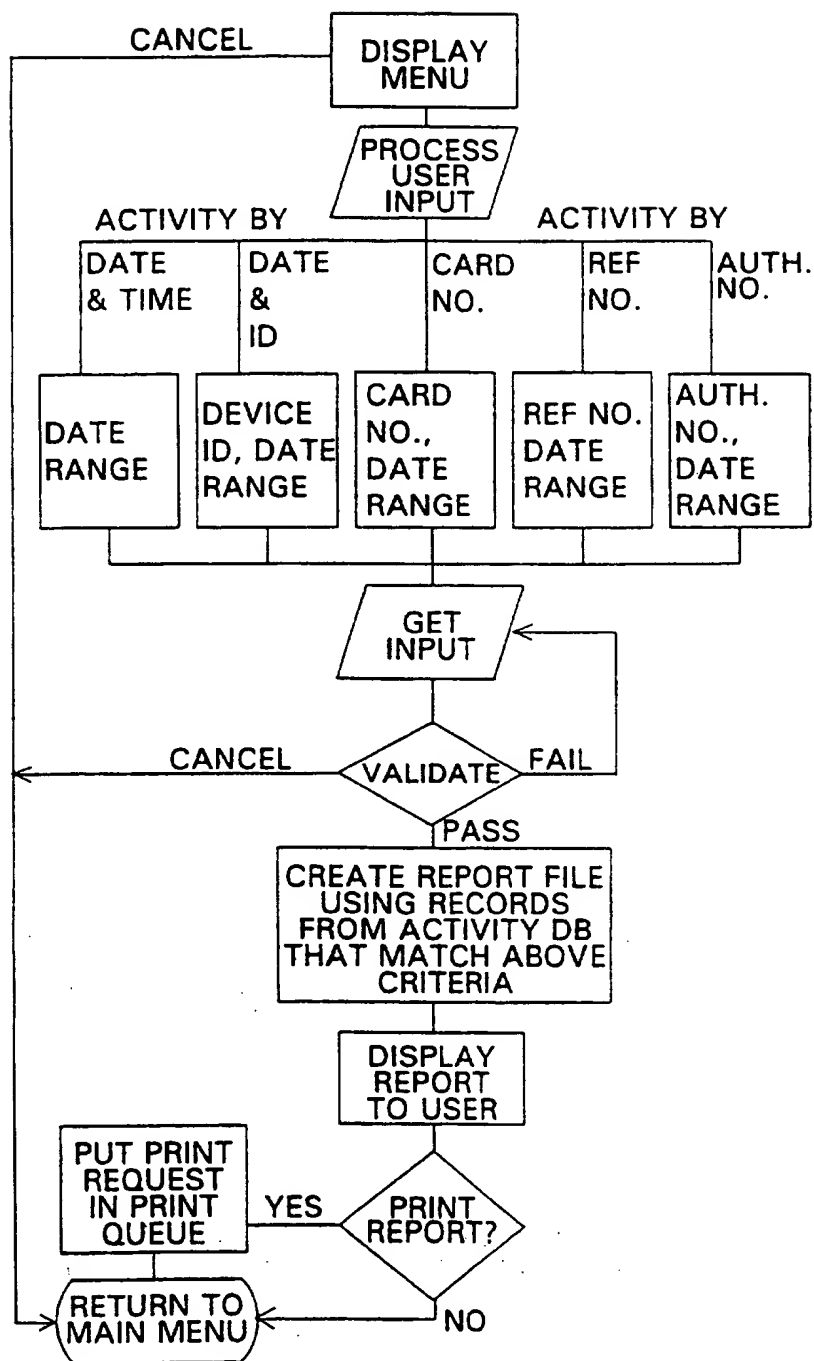 CANCEL
DISPLAY
MENU
PROCESS
USER
INPUT
ACTIVITY BY
ACTIVITY BY
DATE
& TIME
DATE
&
ID
CARD
NO.
REF
NO.
AUTH.
NO.
DATE
RANGE
DEVICE
ID, DATE
RANGE
CARD
NO.,
DATE
RANGE
REF NO.
DATE
RANGE
AUTH.
NO.,
DATE
RANGE
GET
INPUT
CANCEL
VALIDATE
FAIL
PASS
CREATE REPORT FILE
USING RECORDS
FROM ACTIVITY DB
THAT MATCH ABOVE
CRITERIA
DISPLAY
REPORT
TO USER
PUT PRINT
REQUEST
IN PRINT
QUEUE
YES
PRINT
REPORT?
NO
RETURN TO
MAIN MENU